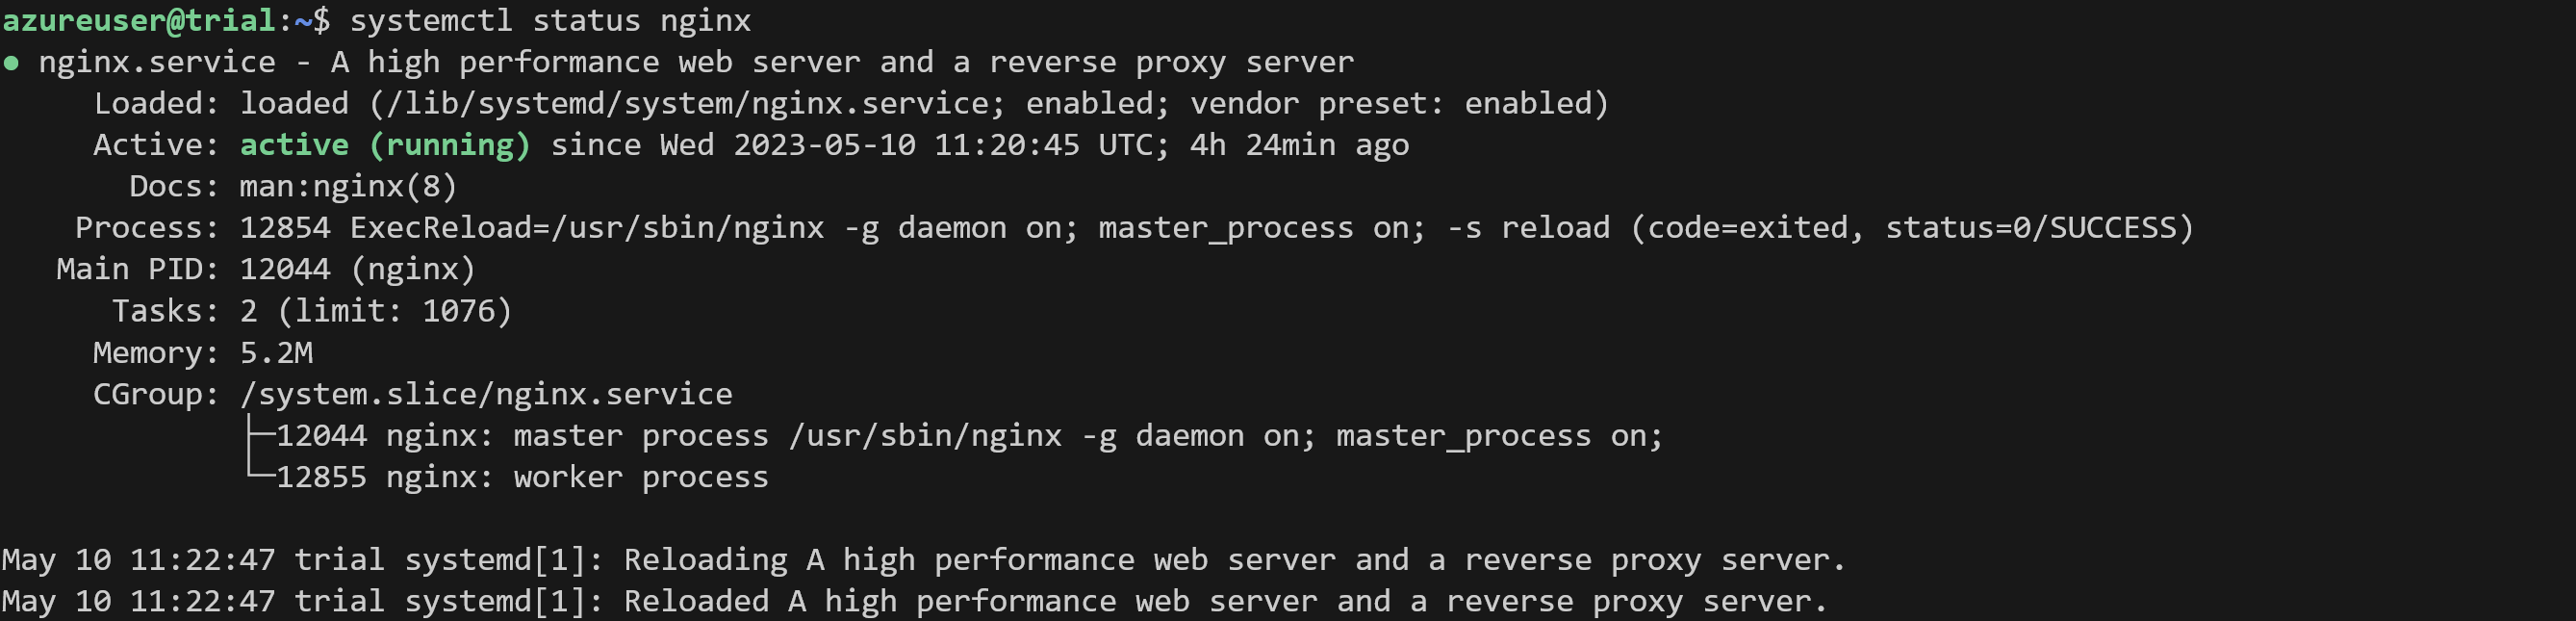 azureuser@trial:~$ systemctl status nginx
● nginx.service - A high performance web server and a reverse proxy server
     Loaded: loaded (/lib/systemd/system/nginx.service; enabled; vendor preset: enabled)
     Active: active (running) since Wed 2023-05-10 11:20:45 UTC; 4h 24min ago
       Docs: man:nginx(8)
    Process: 12854 ExecReload=/usr/sbin/nginx -g daemon on; master_process on; -s reload (code=exited, status=0/SUCCESS)
   Main PID: 12044 (nginx)
      Tasks: 2 (limit: 1076)
     Memory: 5.2M
     CGroup: /system.slice/nginx.service
             ├─12044 nginx: master process /usr/sbin/nginx -g daemon on; master_process on;
             └─12855 nginx: worker process

May 10 11:22:47 trial systemd[1]: Reloading A high performance web server and a reverse proxy server.
May 10 11:22:47 trial systemd[1]: Reloaded A high performance web server and a reverse proxy server.